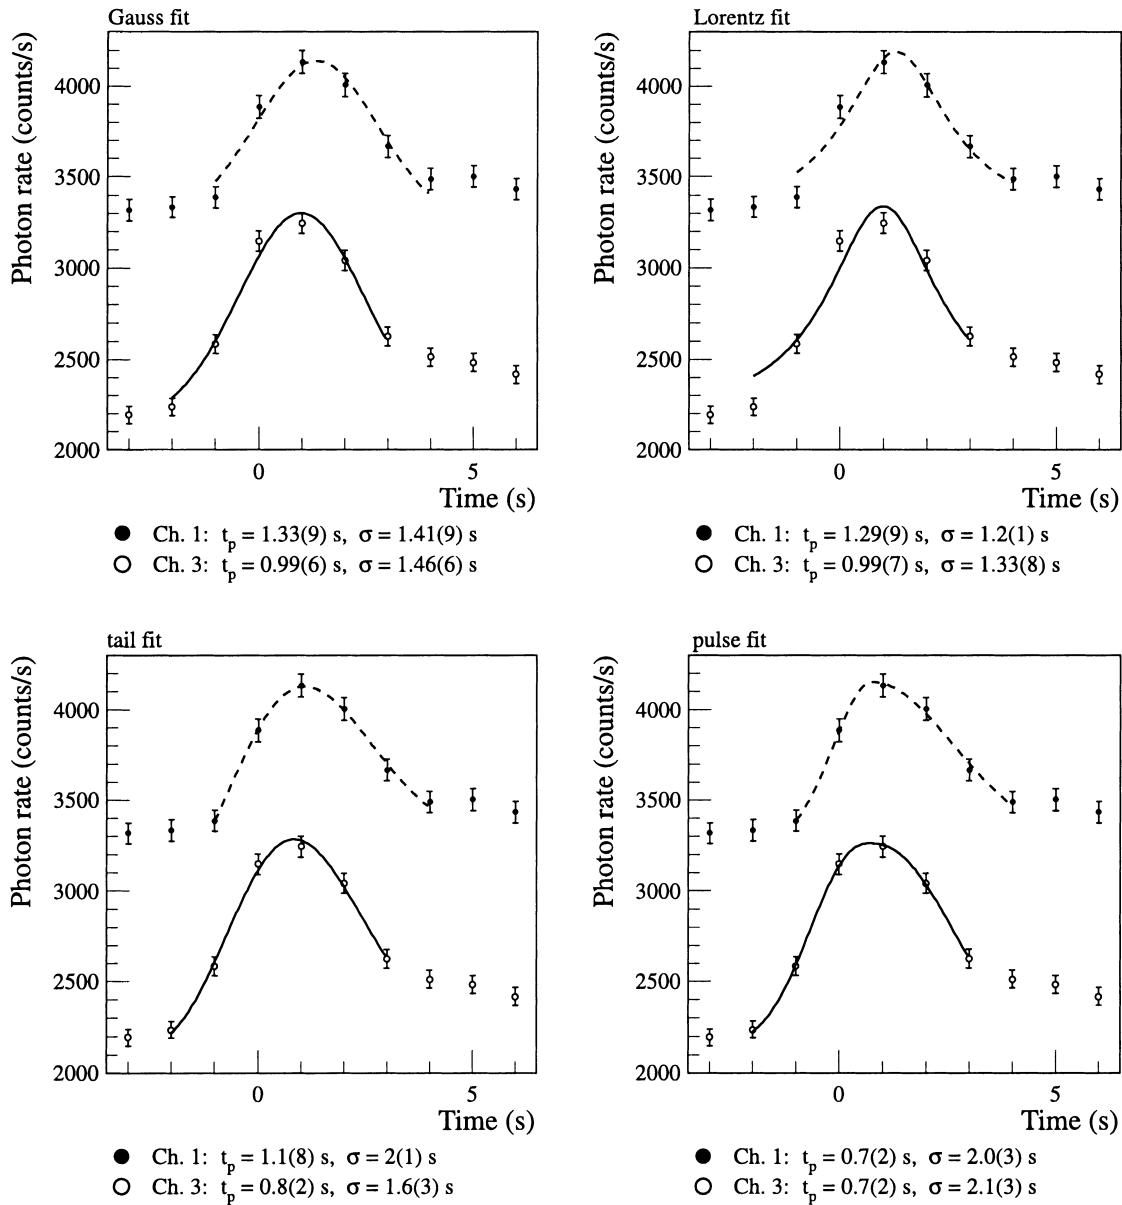 Gauss fit
Photon rate (counts/s)
4000
3500
3000
2500
2000
0 5
Time (s)
● Ch. 1: t_p = 1.33(9) s, σ = 1.41(9) s
○ Ch. 3: t_p = 0.99(6) s, σ = 1.46(6) s
Lorentz fit
Photon rate (counts/s)
4000
3500
3000
2500
2000
0 5
Time (s)
● Ch. 1: t_p = 1.29(9) s, σ = 1.2(1) s
○ Ch. 3: t_p = 0.99(7) s, σ = 1.33(8) s
tail fit
Photon rate (counts/s)
4000
3500
3000
2500
2000
0 5
Time (s)
● Ch. 1: t_p = 1.1(8) s, σ = 2(1) s
○ Ch. 3: t_p = 0.8(2) s, σ = 1.6(3) s
pulse fit
Photon rate (counts/s)
4000
3500
3000
2500
2000
0 5
Time (s)
● Ch. 1: t_p = 0.7(2) s, σ = 2.0(3) s
○ Ch. 3: t_p = 0.7(2) s, σ = 2.1(3) s